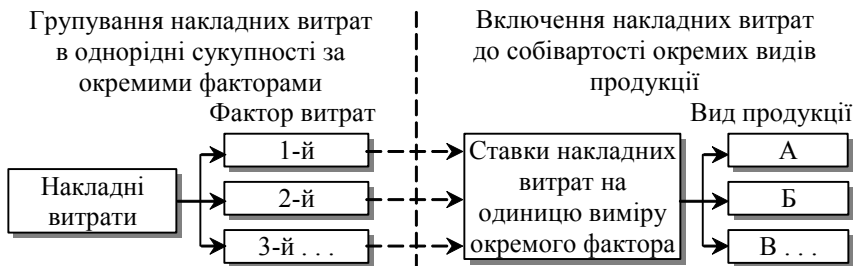 Групування накладних витрат
в однорідні сукупності за
окремими факторами
Включення накладних витрат
до собівартості окремих видів
продукції
Фактор витрат
Вид продукції
Накладні
витрати
1-й
2-й
3-й . . .
Ставки накладних
витрат на
одиницю виміру
окремого фактора
А
Б
В . . .